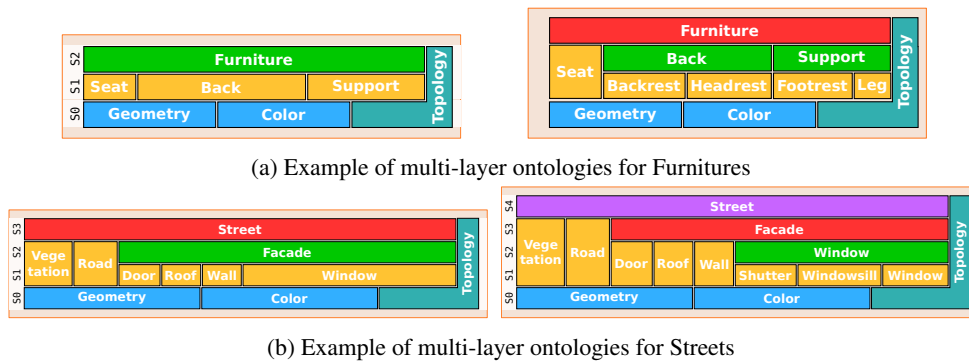 S2 Furniture
S1 Seat Back Support
S0 Geometry Color Topology
Furniture
Seat Back Support
Backrest Headrest Footrest Leg
Geometry Color Topology
(a) Example of multi-layer ontologies for Furnitures
S3 Street
S2 Vege tation Road Facade
S1 Door Roof Wall Window
S0 Geometry Color Topology
S4 Street
S3 Vege tation Road Facade
S2 Door Roof Wall Window
S1 Shutter Windowsill Window
S0 Geometry Color Topology
(b) Example of multi-layer ontologies for Streets